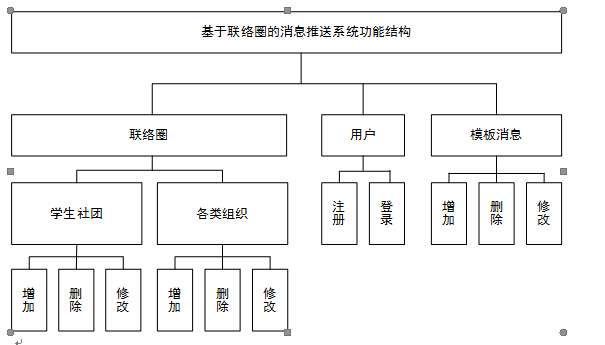 基于联络圈的消息推送系统功能结构
联络圈
用户
模板消息
学生社团
各类组织
注册
登录
增加
删除
修改
增加
删除
修改
增加
删除
修改